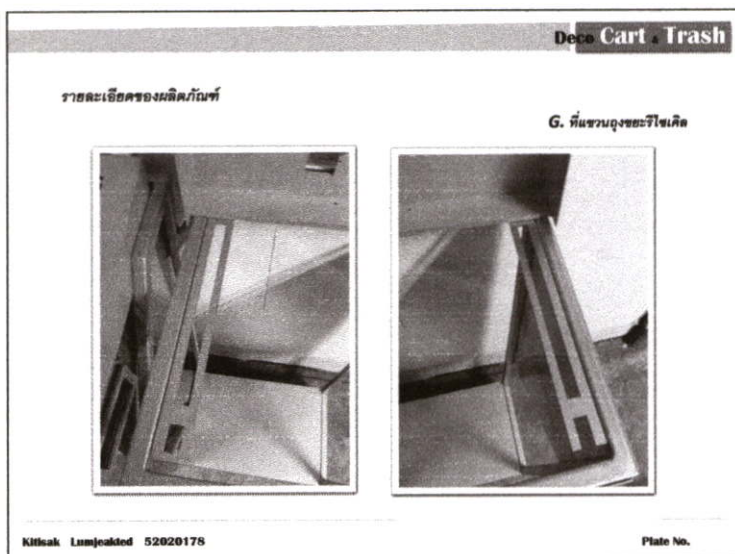 Deco Cart & Trash
รายละเอียดของผลิตภัณฑ์
G. ที่แขวนถุงขยะรีไซเคิล
Kitisak Lumjeakted 52020178
Plate No.